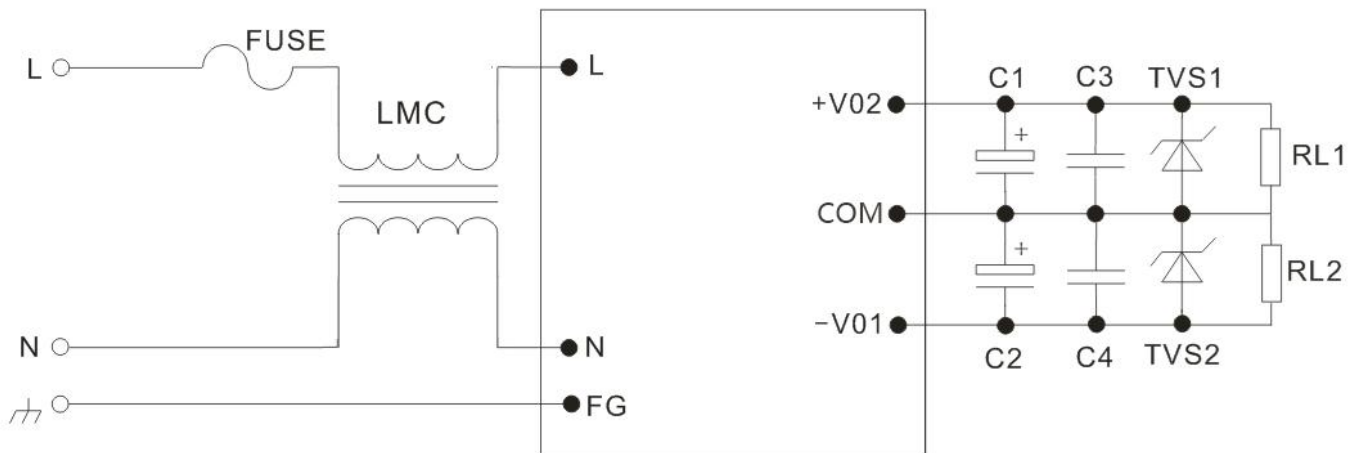 FUSE
L
L
LMC
C1
C3
TVS1
+V02
+
RL1
COM
+
RL2
N
N
−V01
C2
C4
TVS2
FG